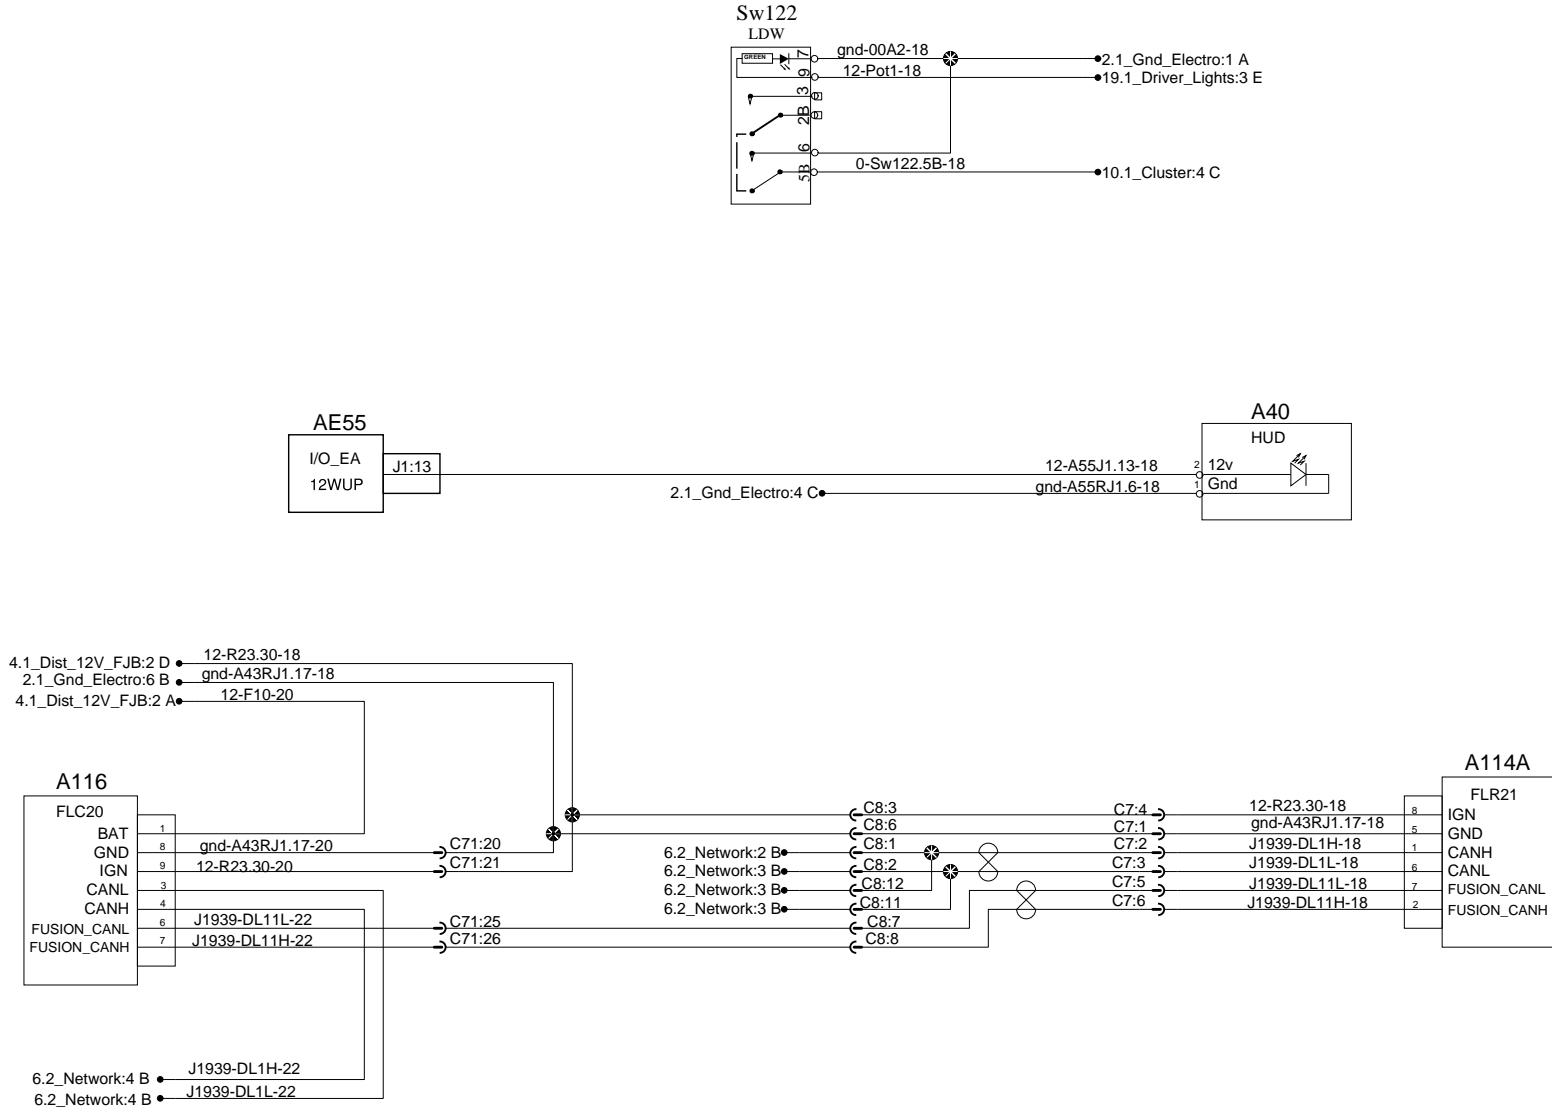 Sw122
LDW
GREEN
7
gnd-00A2-18
2.1_Gnd_Electro:1 A
9
12-Pot1-18
19.1_Driver_Lights:3 E
3
2B
6
5B
0-Sw122.5B-18
10.1_Cluster:4 C
AE55
I/O_EA
12WUP
J1:13
A40
HUD
12-A55J1.13-18
2
12v
2.1_Gnd_Electro:4 C
gnd-A55RJ1.6-18
1
Gnd
4.1_Dist_12V_FJB:2 D
12-R23.30-18
2.1_Gnd_Electro:6 B
gnd-A43RJ1.17-18
4.1_Dist_12V_FJB:2 A
12-F10-20
A116
FLC20
BAT
1
GND
8
gnd-A43RJ1.17-20
C71:20
IGN
9
12-R23.30-20
C71:21
CANL
3
CANH
4
FUSION_CANL
6
J1939-DL11L-22
C71:25
FUSION_CANH
7
J1939-DL11H-22
C71:26
C8:3
C8:6
6.2_Network:2 B
C8:1
6.2_Network:3 B
C8:2
6.2_Network:3 B
C8:12
6.2_Network:3 B
C8:11
C8:7
C8:8
A114A
FLR21
C7:4
12-R23.30-18
8
IGN
C7:1
gnd-A43RJ1.17-18
5
GND
C7:2
J1939-DL1H-18
1
CANH
C7:3
J1939-DL1L-18
6
CANL
C7:5
J1939-DL11L-18
7
FUSION_CANL
C7:6
J1939-DL11H-18
2
FUSION_CANH
6.2_Network:4 B
J1939-DL1H-22
6.2_Network:4 B
J1939-DL1L-22